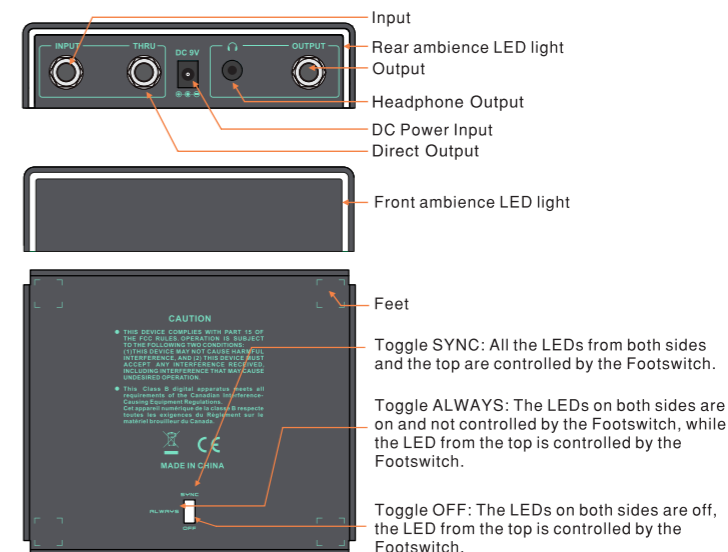 Input
INPUT THRU DC 9V OUTPUT
Rear ambience LED light
Output
Headphone Output
DC Power Input
Direct Output
Front ambience LED light
Feet
CAUTION
THIS DEVICE COMPLIES WITH PART 15 OF
THE FCC RULES. OPERATION IS SUBJECT
TO THE FOLLOWING TWO CONDITIONS:
(1)THIS DEVICE MAY NOT CAUSE HARMFUL
INTERFERENCE, AND (2) THIS DEVICE MUST
ACCEPT ANY INTERFERENCE RECEIVED,
INCLUDING INTERFERENCE THAT MAY CAUSE
UNDESIRED OPERATION.
This Class B digital apparatus meets all
requirements of the Canadian Interference-
Causing Equipment Regulations.
Cet appareil numérique de la classe B respecte
toutes les exigences du Règlement sur le
matériel brouilleur du Canada.
CE
MADE IN CHINA
SYNC
ALWAYS
OFF
Toggle SYNC: All the LEDs from both sides
and the top are controlled by the Footswitch.
Toggle ALWAYS: The LEDs on both sides are
on and not controlled by the Footswitch, while
the LED from the top is controlled by the
Footswitch.
Toggle OFF: The LEDs on both sides are off,
the LED from the top is controlled by the
Footswitch.